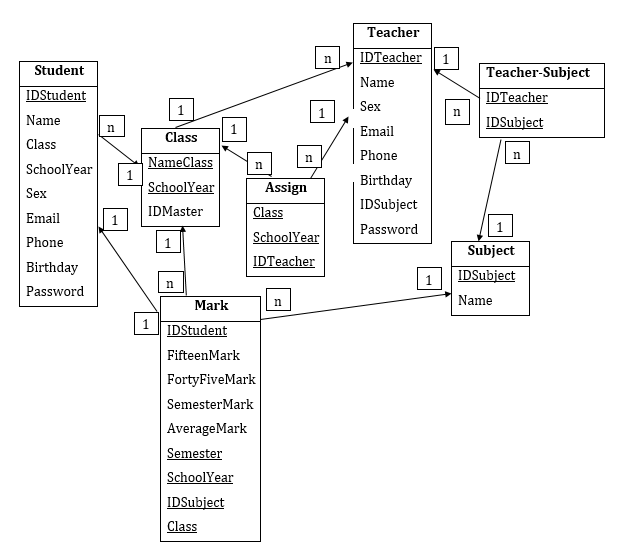 Student
IDStudent
Name
Class
SchoolYear
Sex
Email
Phone
Birthday
Password
n
1
1
1
Class
NameClass
SchoolYear
IDMaster
1
n
1
n
Assign
Class
SchoolYear
IDTeacher
n
1
Teacher
IDTeacher
Name
Sex
Email
Phone
Birthday
IDSubject
Password
n
1
n
Teacher-Subject
IDTeacher
IDSubject
n
1
Subject
IDSubject
Name
1
n
Mark
IDStudent
FifteenMark
FortyFiveMark
SemesterMark
AverageMark
Semester
SchoolYear
IDSubject
Class
1